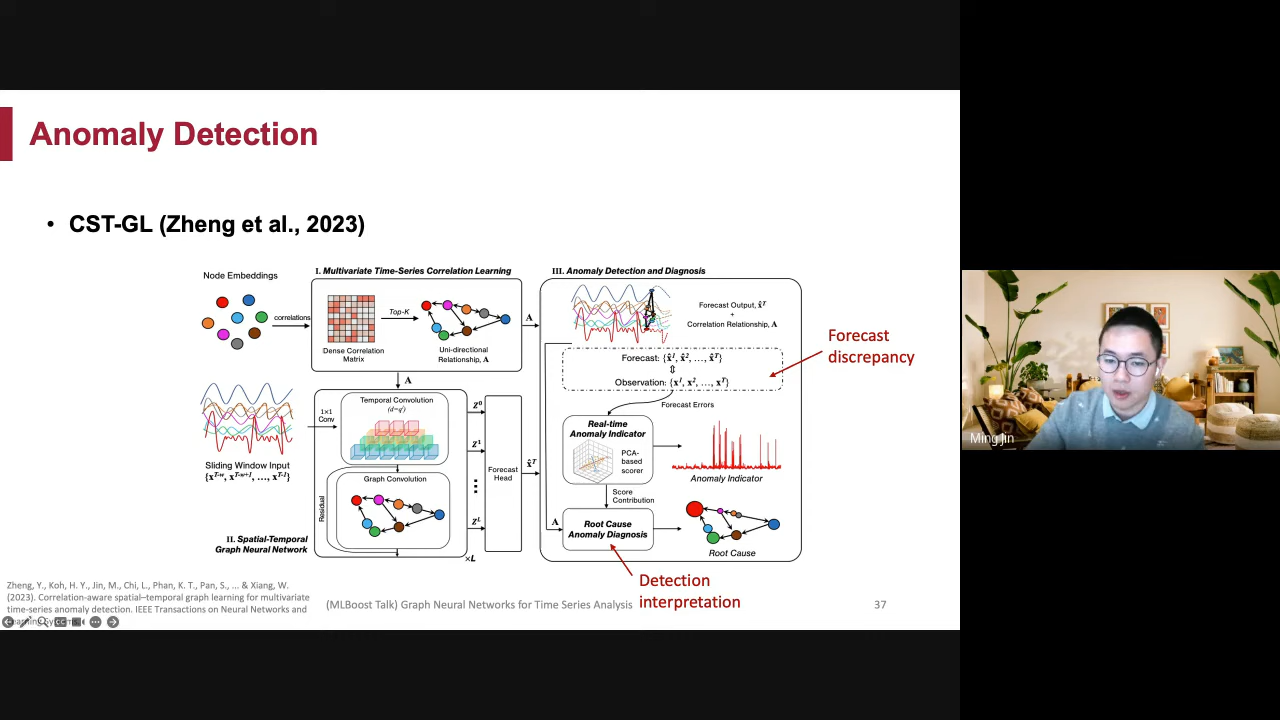 Anomaly Detection
• CST-GL (Zheng et al., 2023)
Node Embeddings
correlations
I. Multivariate Time-Series Correlation Learning
Top-K
Dense Correlation
Matrix
Uni-directional
Relationship, A
A
A
Sliding Window Input
{x^T-w, x^T-w+1, …, x^T-1}
1×1
Conv
Temporal Convolution
Graph Convolution
Residual
II. Spatial-Temporal
Graph Neural Network
×L
Z^0
Z^1
Z^L
Forecast
Head
x̂^T
III. Anomaly Detection and Diagnosis
Forecast Output, x̂^T
+
Correlation Relationship, A
Forecast: {x̂^1, x̂^2, …, x̂^T}
Observation: {x^1, x^2, …, x^T}
Forecast Errors
Real-time
Anomaly Indicator
PCA-
based
scorer
Anomaly Indicator
Score
Contribution
A
Root Cause
Anomaly Diagnosis
Root Cause
Forecast
discrepancy
Detection
interpretation
Zheng, Y., Koh, H. Y., Jin, M., Chi, L., Phan, K. T., Pan, S., ... & Xiang, W.
(2023). Correlation-aware spatial–temporal graph learning for multivariate
time-series anomaly detection. IEEE Transactions on Neural Networks and
(MLBoost Talk) Graph Neural Networks for Time Series Analysis
37
Ming Jin